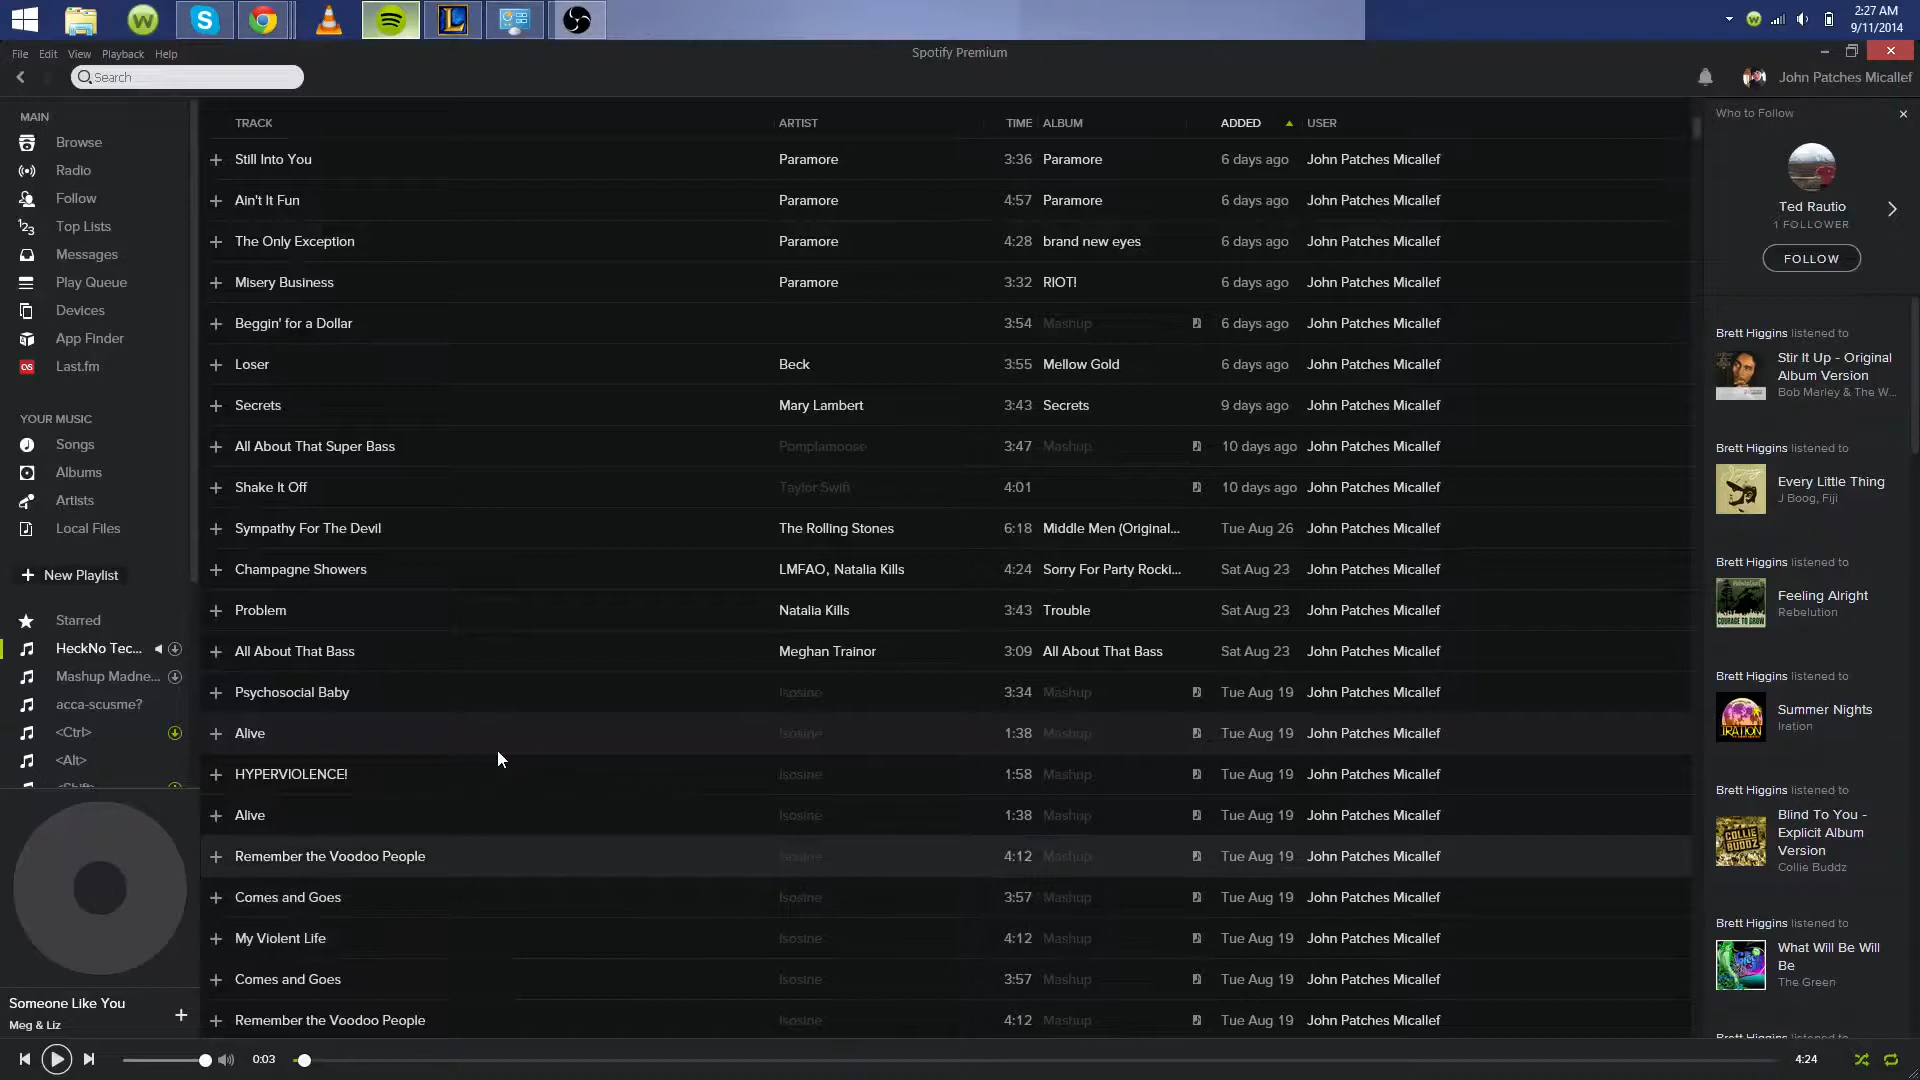 2:27 AM
9/11/2014
File Edit View Playback Help
Spotify Premium
Search
John Patches Micallef
MAIN
Browse
Radio
Follow
Top Lists
Messages
Play Queue
Devices
App Finder
Last.fm
YOUR MUSIC
Songs
Albums
Artists
Local Files
New Playlist
Starred
HeckNo Tec...
Mashup Madne...
acca-scusme?
<Ctrl>
<Alt>
Someone Like You
Meg & Liz
TRACK ARTIST TIME ALBUM ADDED USER
Still Into You Paramore 3:36 Paramore 6 days ago John Patches Micallef
Ain't It Fun Paramore 4:57 Paramore 6 days ago John Patches Micallef
The Only Exception Paramore 4:28 brand new eyes 6 days ago John Patches Micallef
Misery Business Paramore 3:32 RIOT! 6 days ago John Patches Micallef
Beggin' for a Dollar 3:54 Mashup 6 days ago John Patches Micallef
Loser Beck 3:55 Mellow Gold 6 days ago John Patches Micallef
Secrets Mary Lambert 3:43 Secrets 9 days ago John Patches Micallef
All About That Super Bass Pomplamoose 3:47 Mashup 10 days ago John Patches Micallef
Shake It Off Taylor Swift 4:01 10 days ago John Patches Micallef
Sympathy For The Devil The Rolling Stones 6:18 Middle Men (Original... Tue Aug 26 John Patches Micallef
Champagne Showers LMFAO, Natalia Kills 4:24 Sorry For Party Rocki... Sat Aug 23 John Patches Micallef
Problem Natalia Kills 3:43 Trouble Sat Aug 23 John Patches Micallef
All About That Bass Meghan Trainor 3:09 All About That Bass Sat Aug 23 John Patches Micallef
Psychosocial Baby Isosine 3:34 Mashup Tue Aug 19 John Patches Micallef
Alive Isosine 1:38 Mashup Tue Aug 19 John Patches Micallef
HYPERVIOLENCE! Isosine 1:58 Mashup Tue Aug 19 John Patches Micallef
Alive Isosine 1:38 Mashup Tue Aug 19 John Patches Micallef
Remember the Voodoo People Isosine 4:12 Mashup Tue Aug 19 John Patches Micallef
Comes and Goes Isosine 3:57 Mashup Tue Aug 19 John Patches Micallef
My Violent Life Isosine 4:12 Mashup Tue Aug 19 John Patches Micallef
Comes and Goes Isosine 3:57 Mashup Tue Aug 19 John Patches Micallef
Remember the Voodoo People Isosine 4:12 Mashup Tue Aug 19 John Patches Micallef
Who to Follow
Ted Rautio
1 FOLLOWER
FOLLOW
Brett Higgins listened to
Stir It Up - Original
Album Version
Bob Marley & The W...
Brett Higgins listened to
Every Little Thing
J Boog, Fiji
Brett Higgins listened to
Feeling Alright
Rebelution
Brett Higgins listened to
Summer Nights
Iration
Brett Higgins listened to
Blind To You -
Explicit Album
Version
Collie Buddz
Brett Higgins listened to
What Will Be Will
Be
The Green
Brett Higgins listened to
0:03
4:24